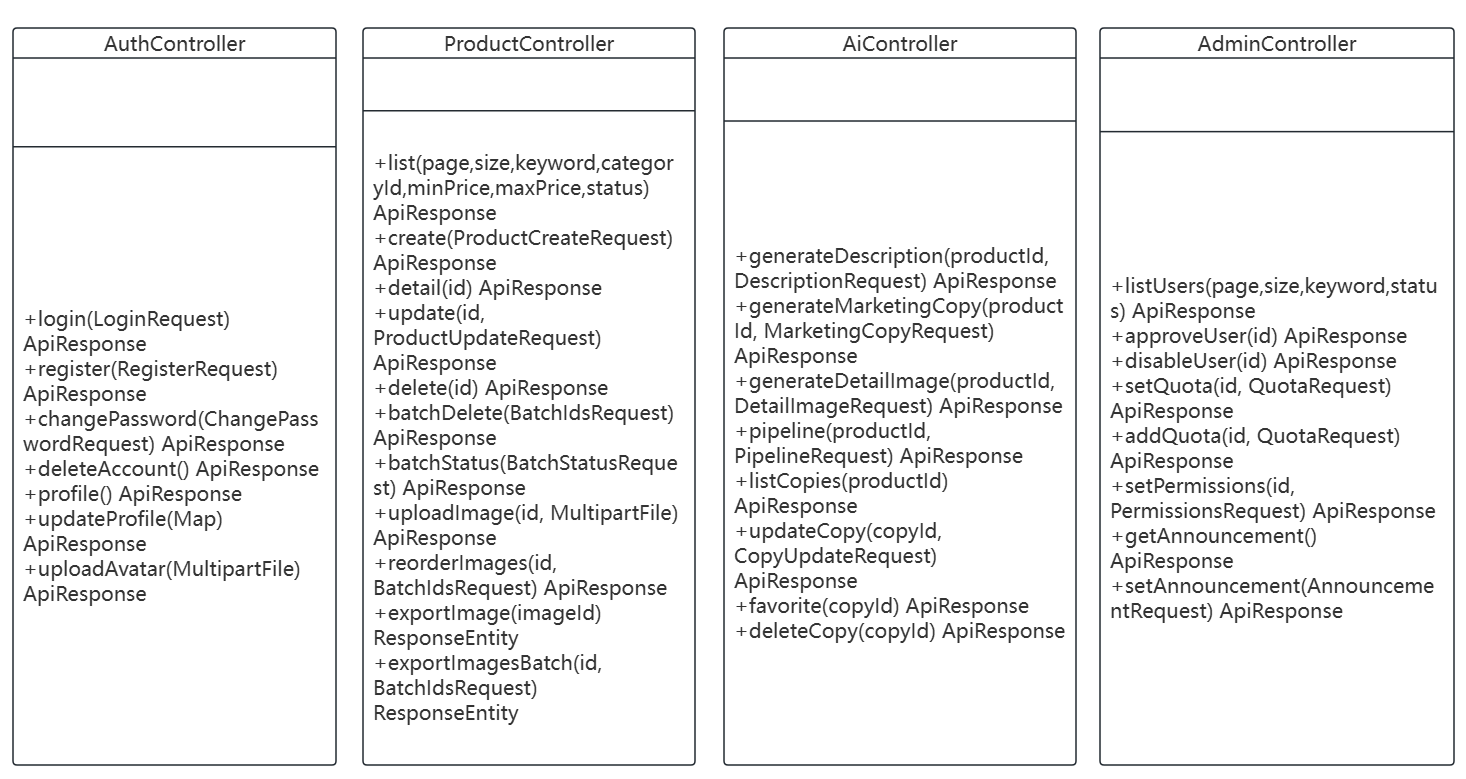 AuthController
+login(LoginRequest)
ApiResponse
+register(RegisterRequest)
ApiResponse
+changePassword(ChangePass
wordRequest) ApiResponse
+deleteAccount() ApiResponse
+profile() ApiResponse
+updateProfile(Map)
ApiResponse
+uploadAvatar(MultipartFile)
ApiResponse
ProductController
+list(page,size,keyword,categor
yId,minPrice,maxPrice,status)
ApiResponse
+create(ProductCreateRequest)
ApiResponse
+detail(id) ApiResponse
+update(id,
ProductUpdateRequest)
ApiResponse
+delete(id) ApiResponse
+batchDelete(BatchIdsRequest)
ApiResponse
+batchStatus(BatchStatusReque
st) ApiResponse
+uploadImage(id, MultipartFile)
ApiResponse
+reorderImages(id,
BatchIdsRequest) ApiResponse
+exportImage(imageId)
ResponseEntity
+exportImagesBatch(id,
BatchIdsRequest)
ResponseEntity
AiController
+generateDescription(productId,
DescriptionRequest) ApiResponse
+generateMarketingCopy(product
Id, MarketingCopyRequest)
ApiResponse
+generateDetailImage(productId,
DetailImageRequest) ApiResponse
+pipeline(productId,
PipelineRequest) ApiResponse
+listCopies(productId)
ApiResponse
+updateCopy(copyId,
CopyUpdateRequest)
ApiResponse
+favorite(copyId) ApiResponse
+deleteCopy(copyId) ApiResponse
AdminController
+listUsers(page,size,keyword,statu
s) ApiResponse
+approveUser(id) ApiResponse
+disableUser(id) ApiResponse
+setQuota(id, QuotaRequest)
ApiResponse
+addQuota(id, QuotaRequest)
ApiResponse
+setPermissions(id,
PermissionsRequest) ApiResponse
+getAnnouncement()
ApiResponse
+setAnnouncement(Announceme
ntRequest) ApiResponse